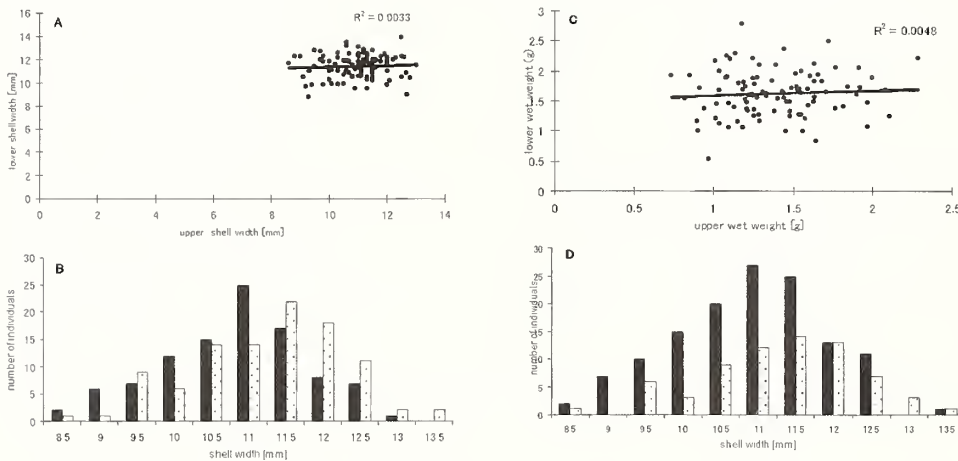 A
R² = 0.0033
lower shell width [mm]
16
14
12
10
8
6
4
2
0
0 2 4 6 8 10 12 14
upper shell width [mm]
C
R² = 0.0048
lower wet weight (g)
3
2.5
2
1.5
1
0.5
0
0 0.5 1 1.5 2 2.5
upper wet weight [g]
B
number of individuals
30
25
20
15
10
5
0
8 5 9 9 5 10 10 5 11 11 5 12 12 5 13 13 5
shell width [mm]
D
number of individuals
30
25
20
15
10
5
0
8 5 9 9 5 10 10 5 11 11 5 12 12 5 13 13 5
shell width [mm]